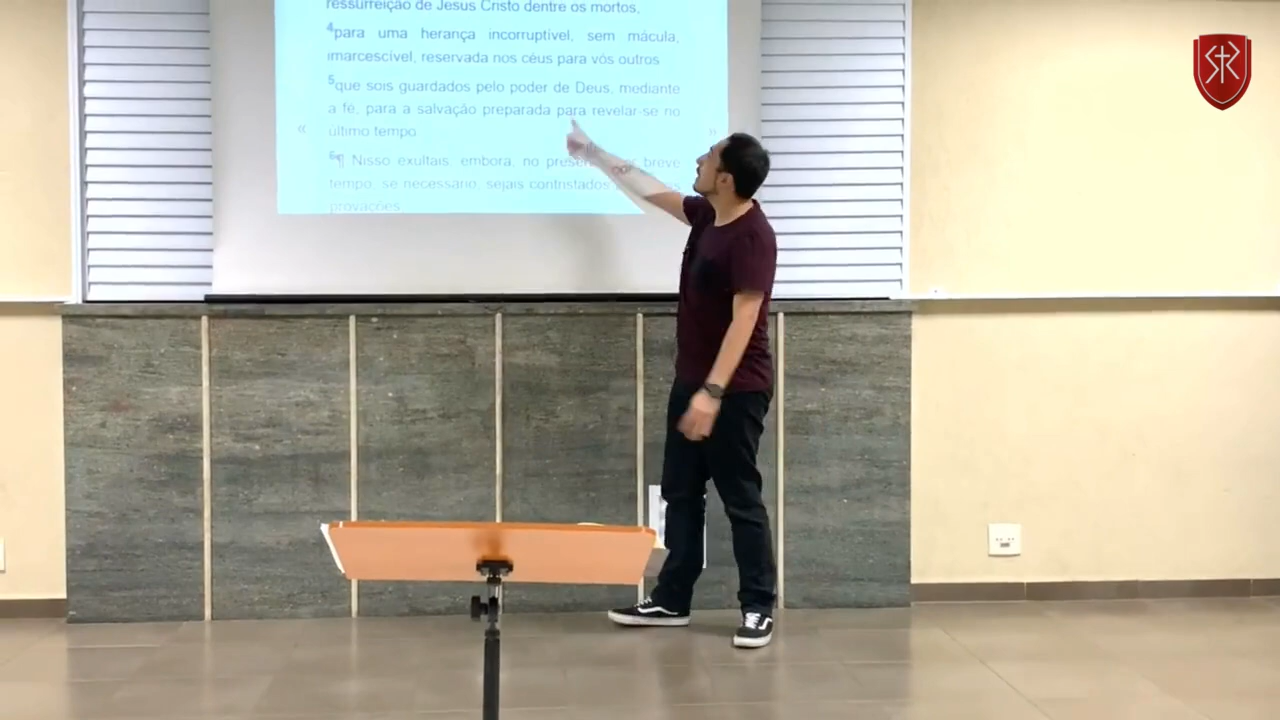 ressurreição de Jesus Cristo dentre os mortos,
4para uma herança incorruptível, sem mácula,
imarcescível, reservada nos céus para vós outros
5que sois guardados pelo poder de Deus, mediante
a fé, para a salvação preparada para revelar-se no
último tempo.
6¶ Nisso exultais, embora, no breve
tempo, se necessário, sejais contristados
provações,